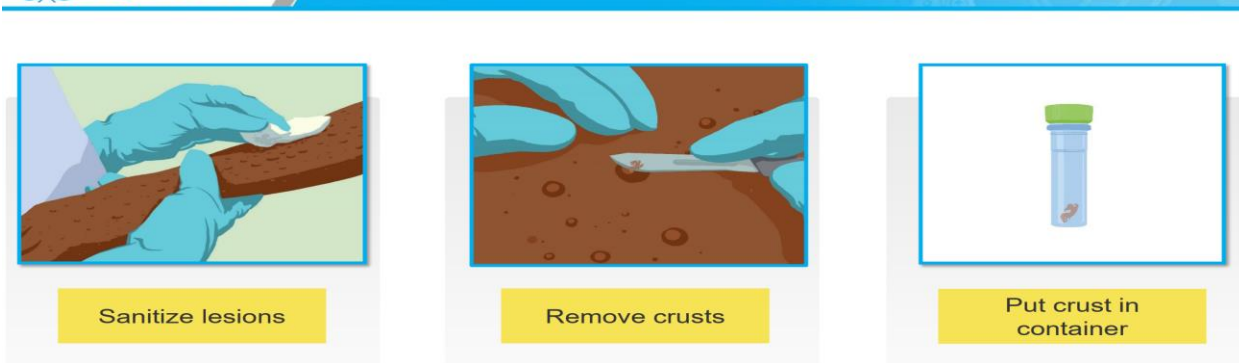 Sanitize lesions
Remove crusts
Put crust in
container